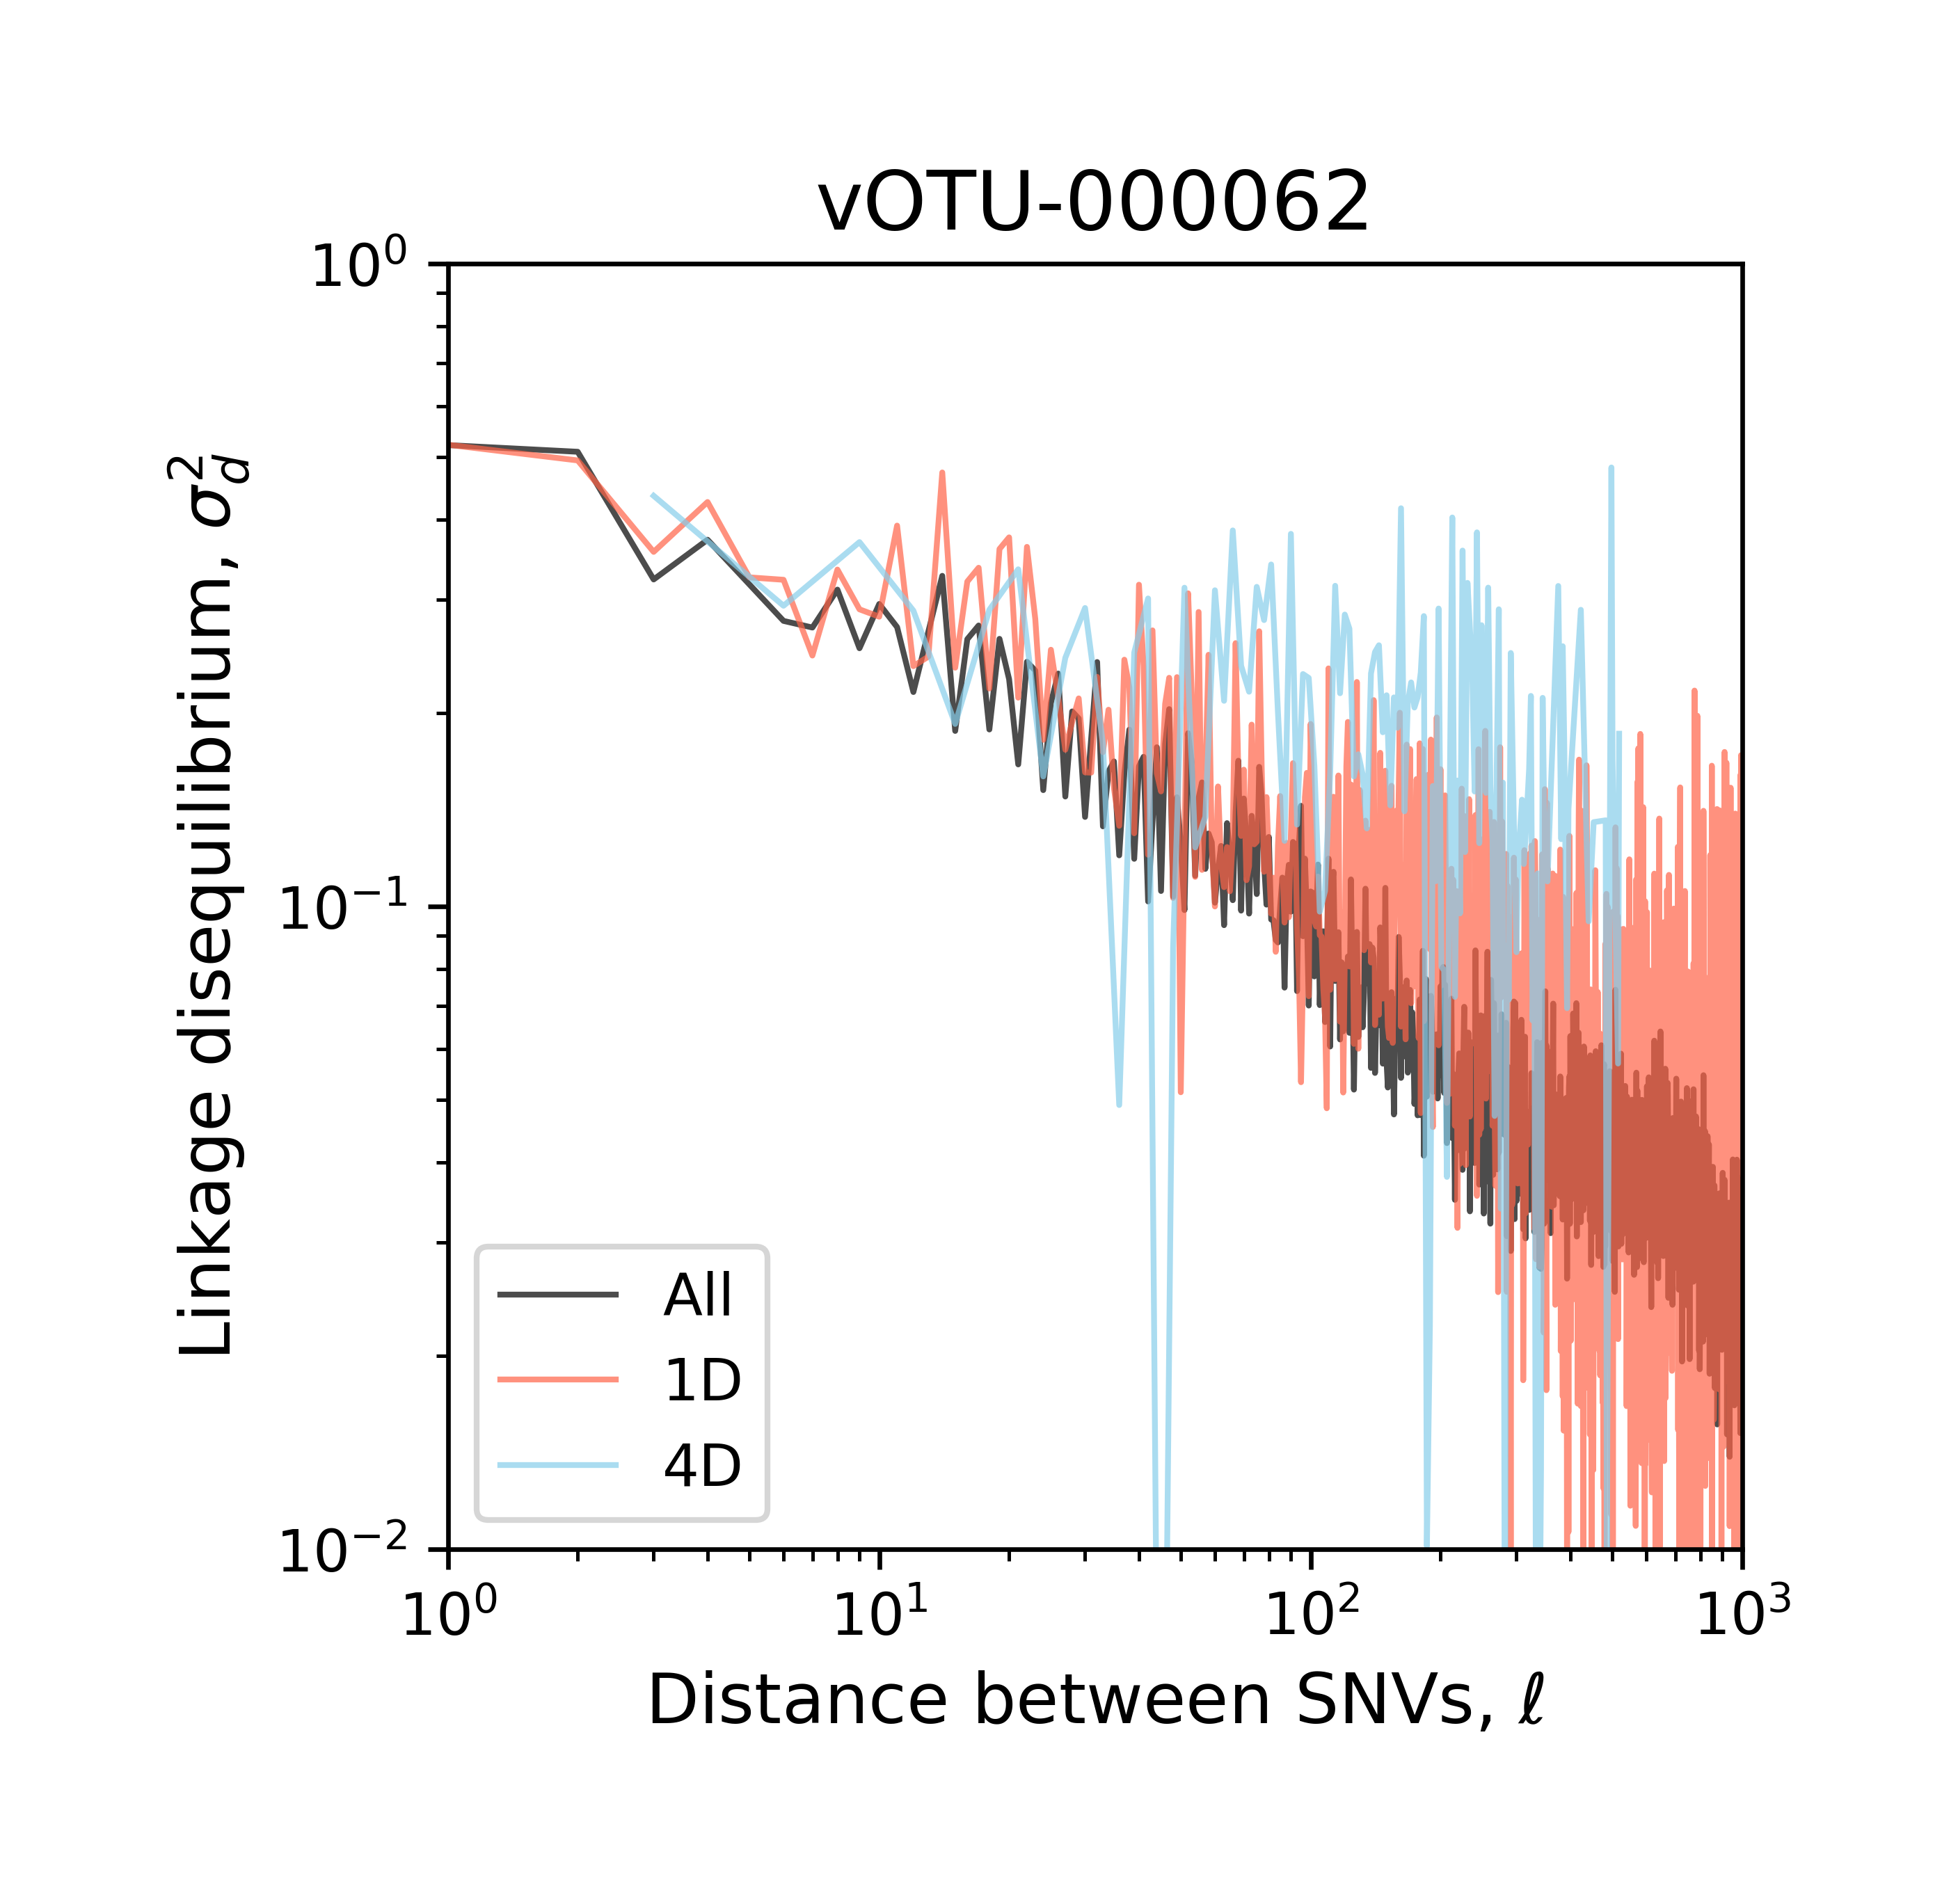 vOTU-000062
Linkage disequilibrium, σ_d^2
10^0
10^−1
10^−2
All
1D
4D
10^0 10^1 10^2 10^3
Distance between SNVs, ℓ